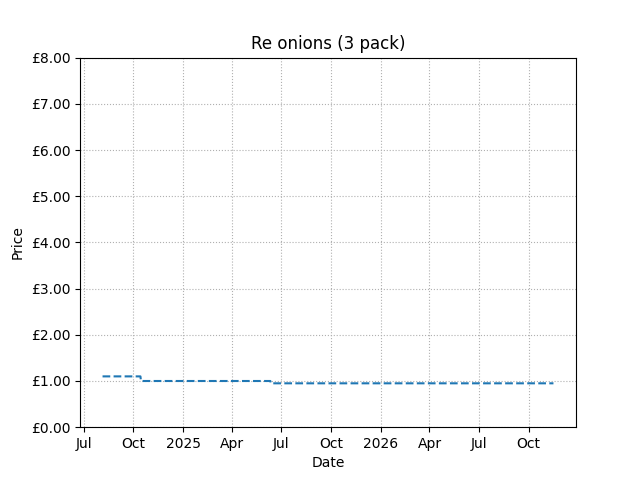 Re onions (3 pack)
£8.00
£7.00
£6.00
£5.00
£4.00
£3.00
£2.00
£1.00
£0.00
Price
Jul Oct 2025 Apr Jul Oct 2026 Apr Jul Oct
Date